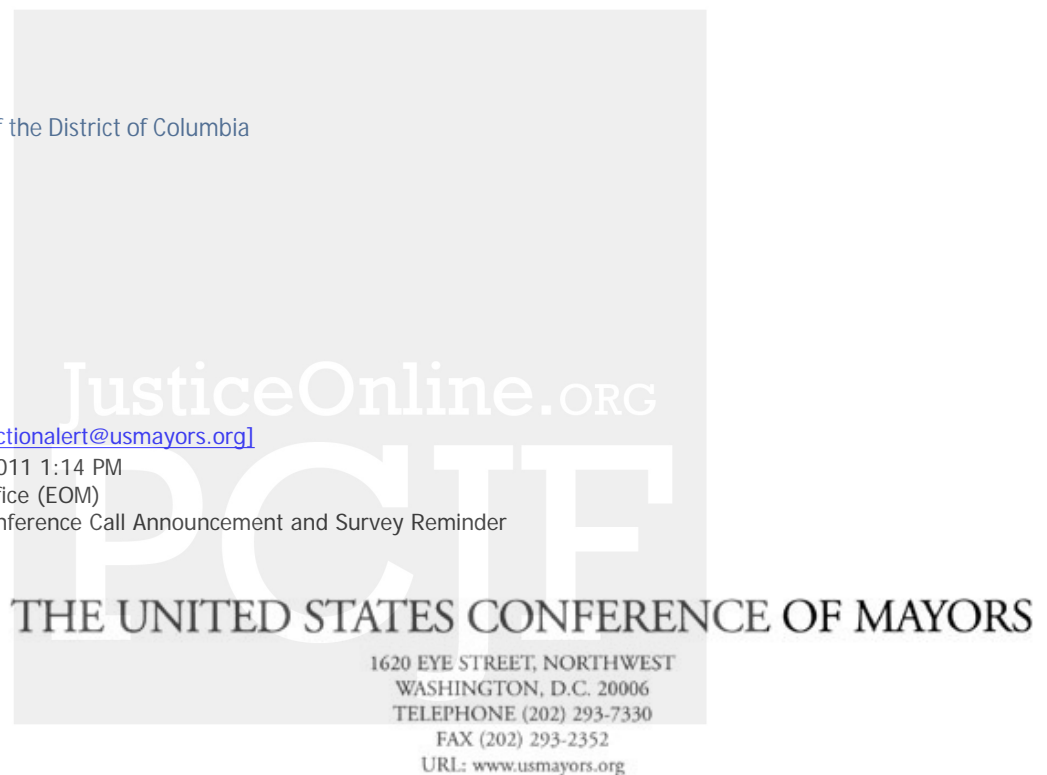 f the District of Columbia
JusticeOnline.ORG
PCJF
ctionalert@usmayors.org]
011 1:14 PM
fice (EOM)
nference Call Announcement and Survey Reminder
THE UNITED STATES CONFERENCE OF MAYORS
1620 EYE STREET, NORTHWEST
WASHINGTON, D.C. 20006
TELEPHONE (202) 293-7330
FAX (202) 293-2352
URL: www.usmayors.org